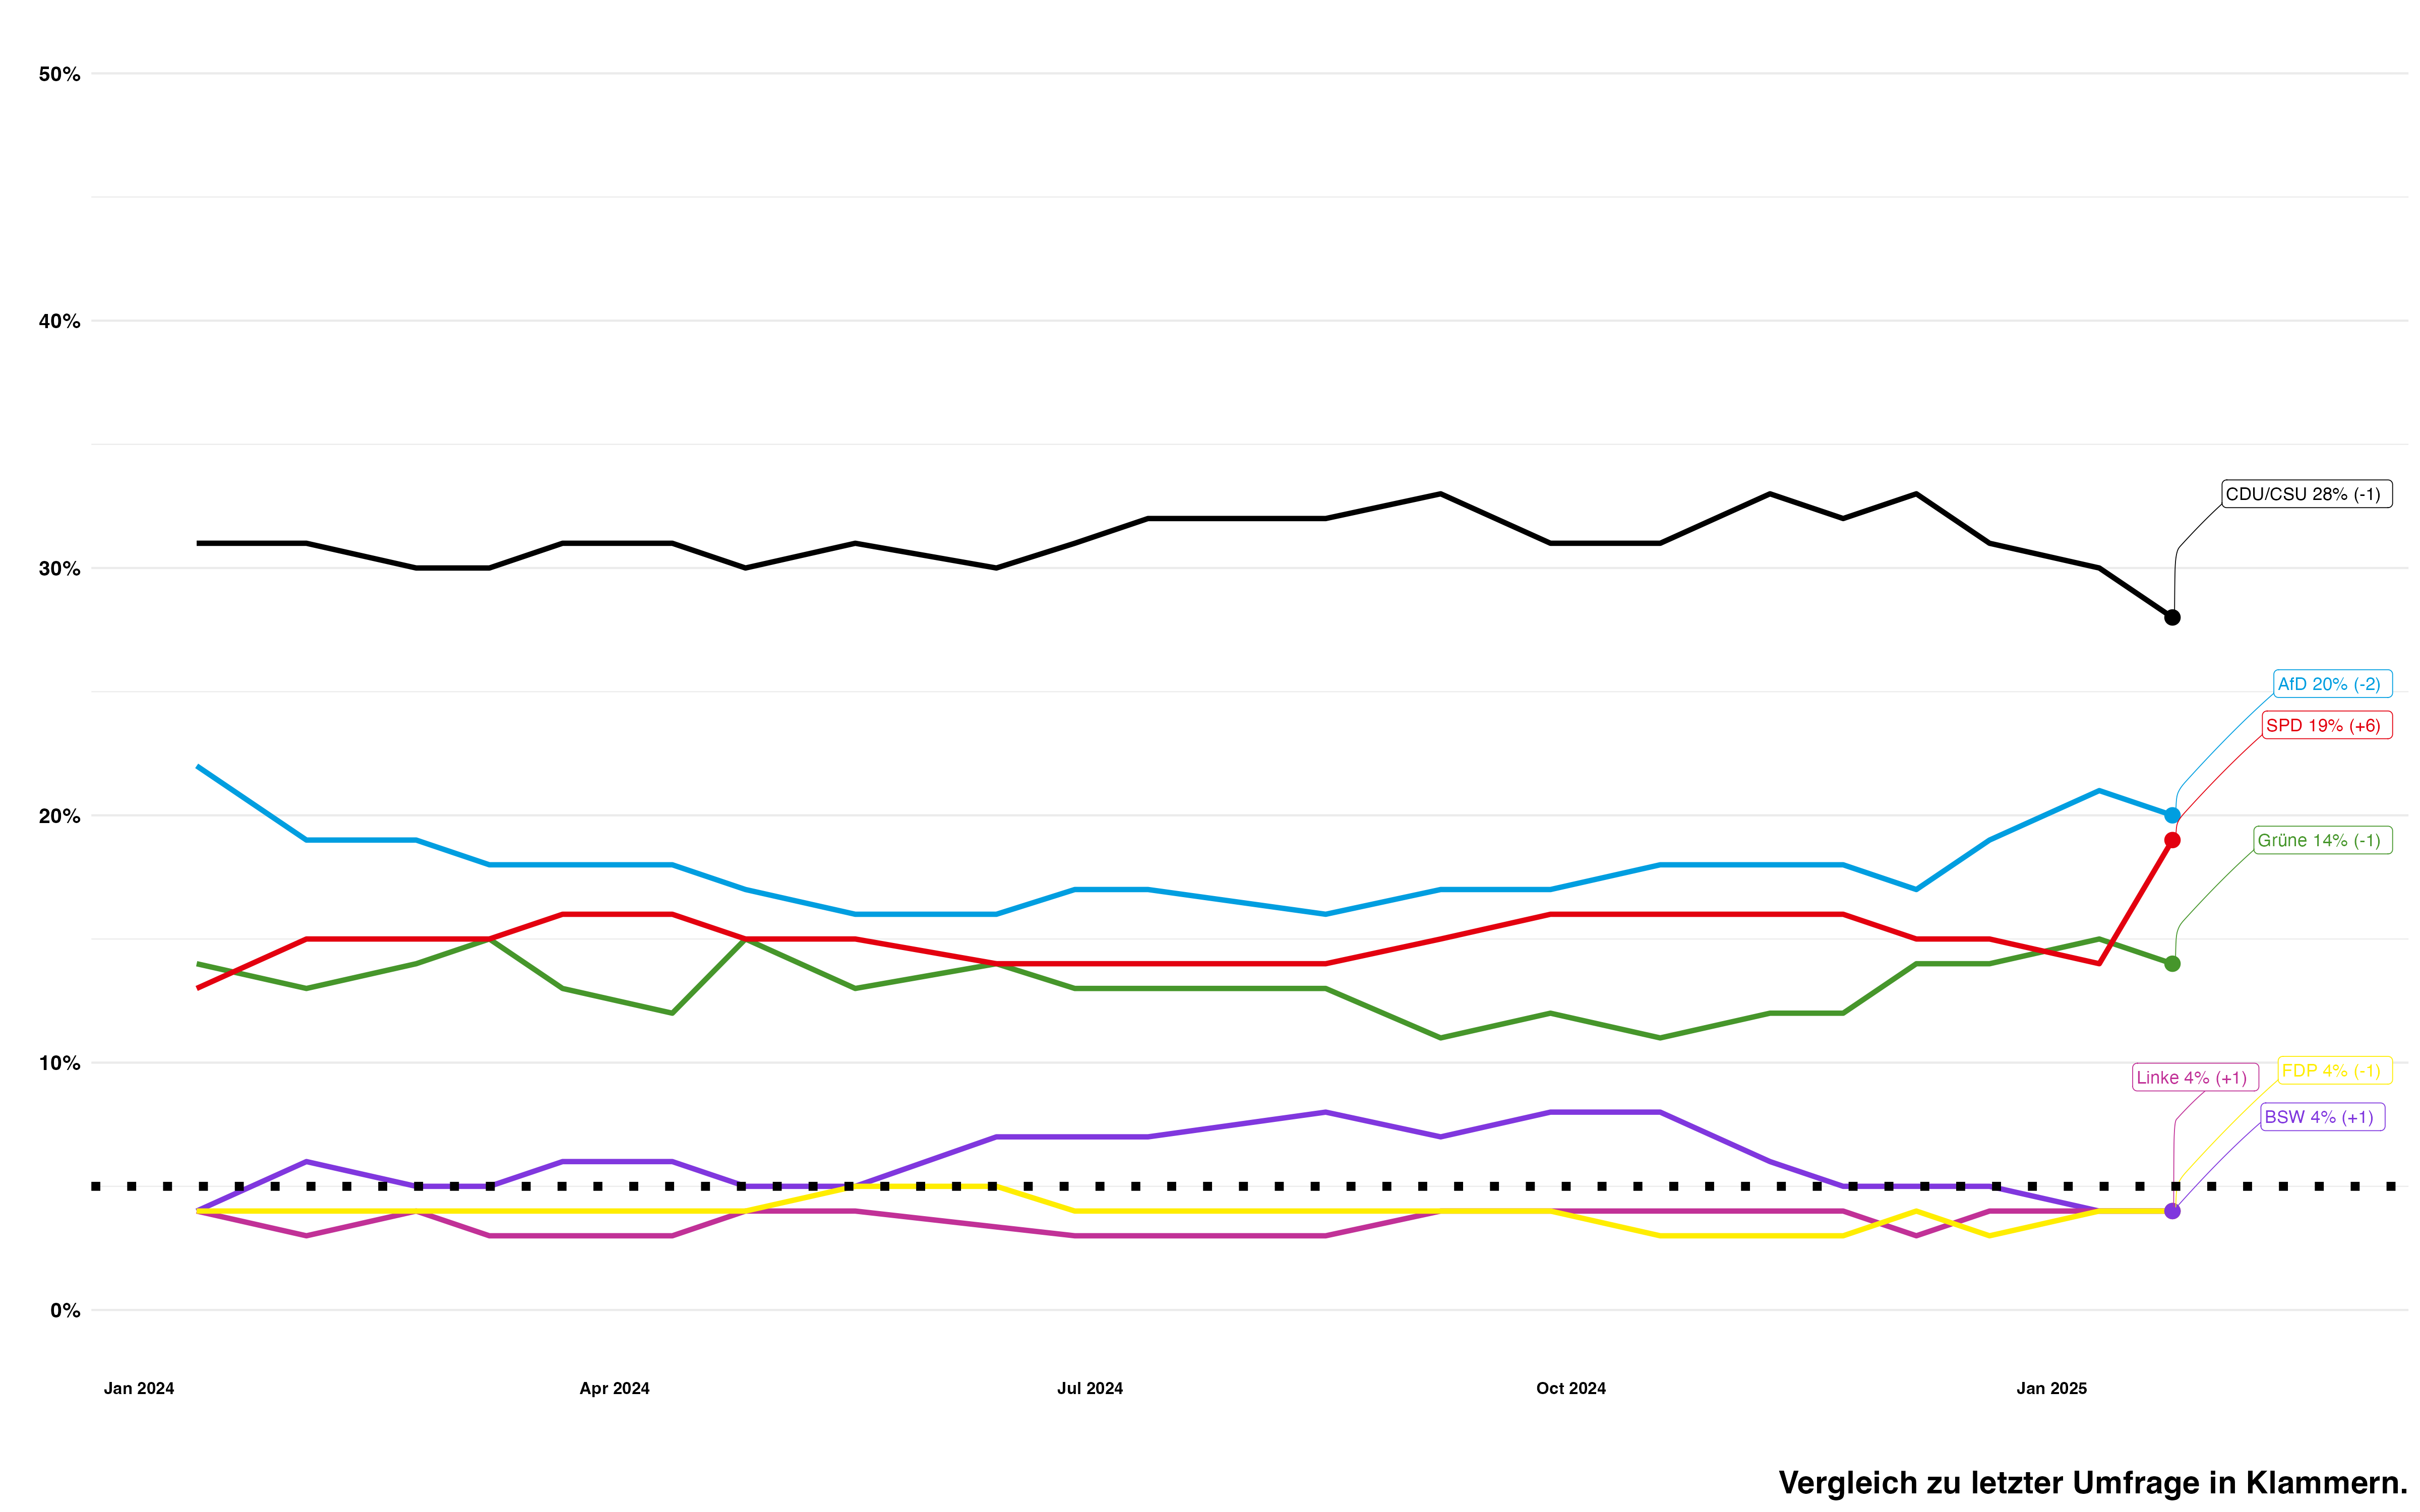 50%
40%
30%
20%
10%
0%
CDU/CSU 28% (-1)
AfD 20% (-2)
SPD 19% (+6)
Grüne 14% (-1)
Linke 4% (+1)
FDP 4% (-1)
BSW 4% (+1)
Jan 2024
Apr 2024
Jul 2024
Oct 2024
Jan 2025
Vergleich zu letzter Umfrage in Klammern.